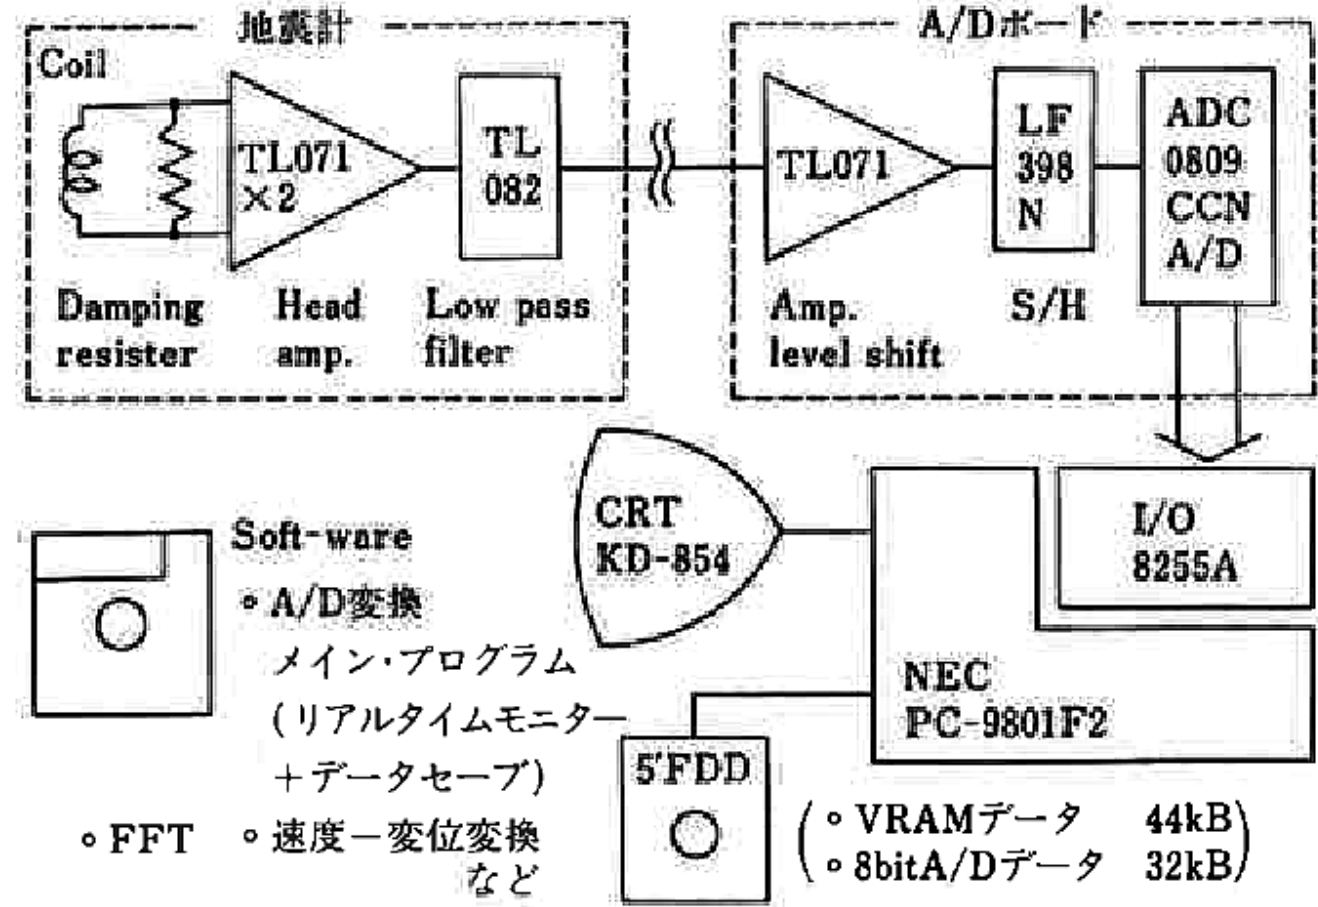 地震計
Coil
TL071
×2
TL
082
Damping
resister
Head
amp.
Low pass
filter
A/Dボード
TL071
LF
398
N
ADC
0809
CCN
A/D
Amp.
level shift
S/H
CRT
KD-854
I/O
8255A
NEC
PC-9801F2
5'FDD
◦ VRAMデータ 44kB
◦ 8bitA/Dデータ 32kB
Soft-ware
◦ A/D変換
メイン・プログラム
(リアルタイムモニター
+データセーブ)
◦ FFT ◦ 速度−変位変換
など